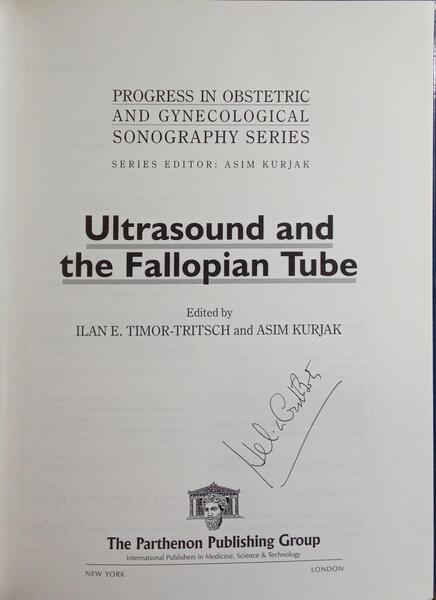 PROGRESS IN OBSTETRIC
AND GYNECOLOGICAL
SONOGRAPHY SERIES
SERIES EDITOR: ASIM KURJAK
Ultrasound and
the Fallopian Tube
Edited by
ILAN E. TIMOR-TRITSCH and ASIM KURJAK
The Parthenon Publishing Group
International Publishers in Medicine, Science & Technology
NEW YORK LONDON